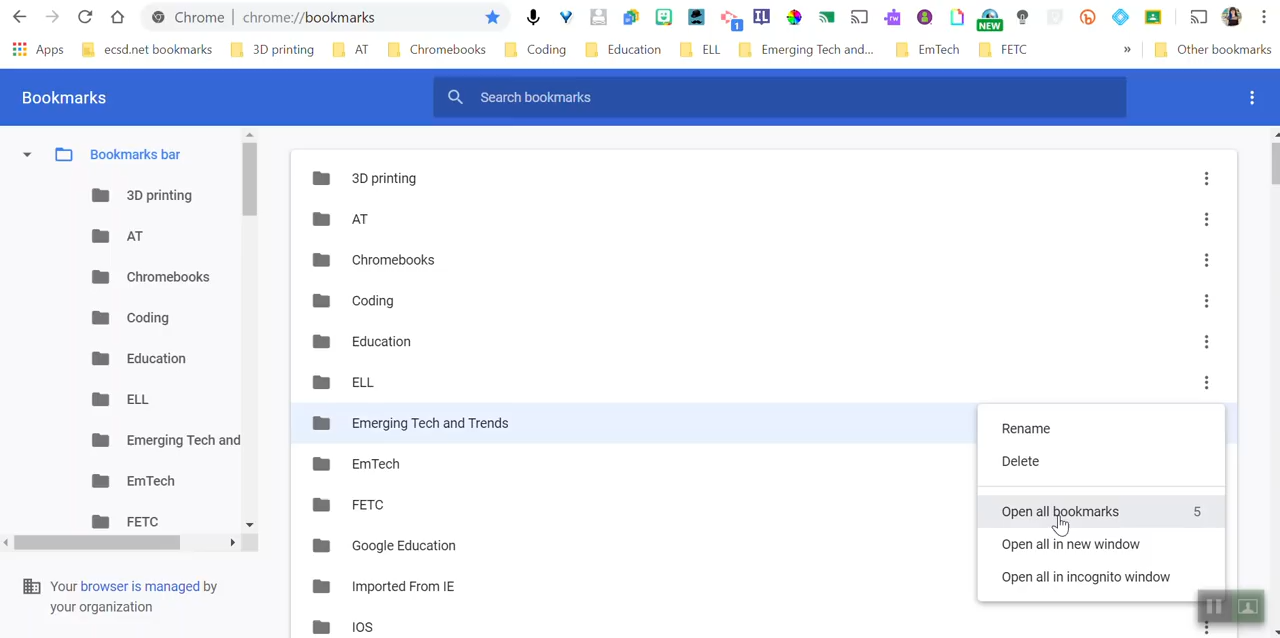 Chrome | chrome://bookmarks
1
IL
rw
NEW
Apps ecsd.net bookmarks 3D printing AT Chromebooks Coding Education ELL Emerging Tech and... EmTech FETC » Other bookmarks
Bookmarks
Search bookmarks
Bookmarks bar
3D printing
AT
Chromebooks
Coding
Education
ELL
Emerging Tech and
EmTech
FETC
Your browser is managed by
your organization
3D printing
AT
Chromebooks
Coding
Education
ELL
Emerging Tech and Trends
EmTech
FETC
Google Education
Imported From IE
IOS
Rename
Delete
Open all bookmarks 5
Open all in new window
Open all in incognito window